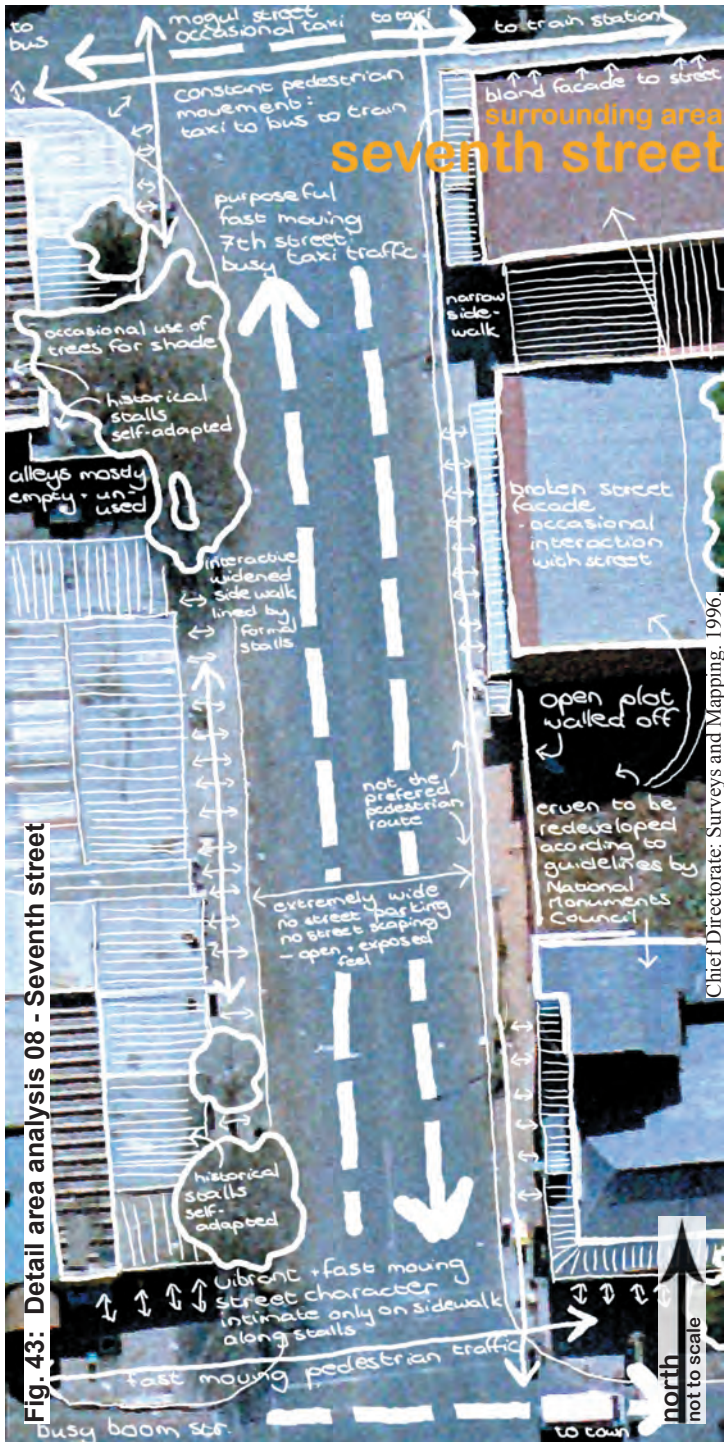 to
bus
mogul street
occasional taxi
to taxi
to train station
constant pedestrian
movement:
taxi to bus to train
bland facade to street
surrounding area
seventh street
purposeful
fast moving
7th street,
busy taxi traffic
narrow
side-
walk
occasional use of
trees for shade
historical
stalls
self-adapted
alleys mostly
empty + un-
used
broken street
facade
- occasional
interaction
with street
interactive
widened
side walk
lined by
formal
stalls
open plot
walled off
not the
prefered
pedestrian
route
erven to be
redeveloped
acording to
guidelines by
National
Monuments
Council
extremely wide
no street parking
no street scaping
- open + exposed
feel
historical
stalls
self-
adapted
vibrant + fast moving
street character
intimate only on sidewalk
along stalls
fast moving pedestrian traffic
busy boom str.
to town
north
not to scale
Fig. 43: Detail area analysis 08 - Seventh street
Chief Directorate: Surveys and Mapping. 1996.